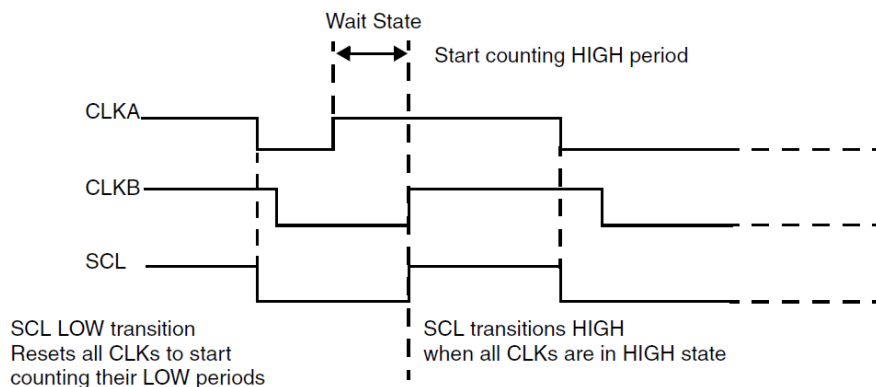 Wait State
Start counting HIGH period
CLKA
CLKB
SCL
SCL LOW transition
Resets all CLKs to start
counting their LOW periods
SCL transitions HIGH
when all CLKs are in HIGH state